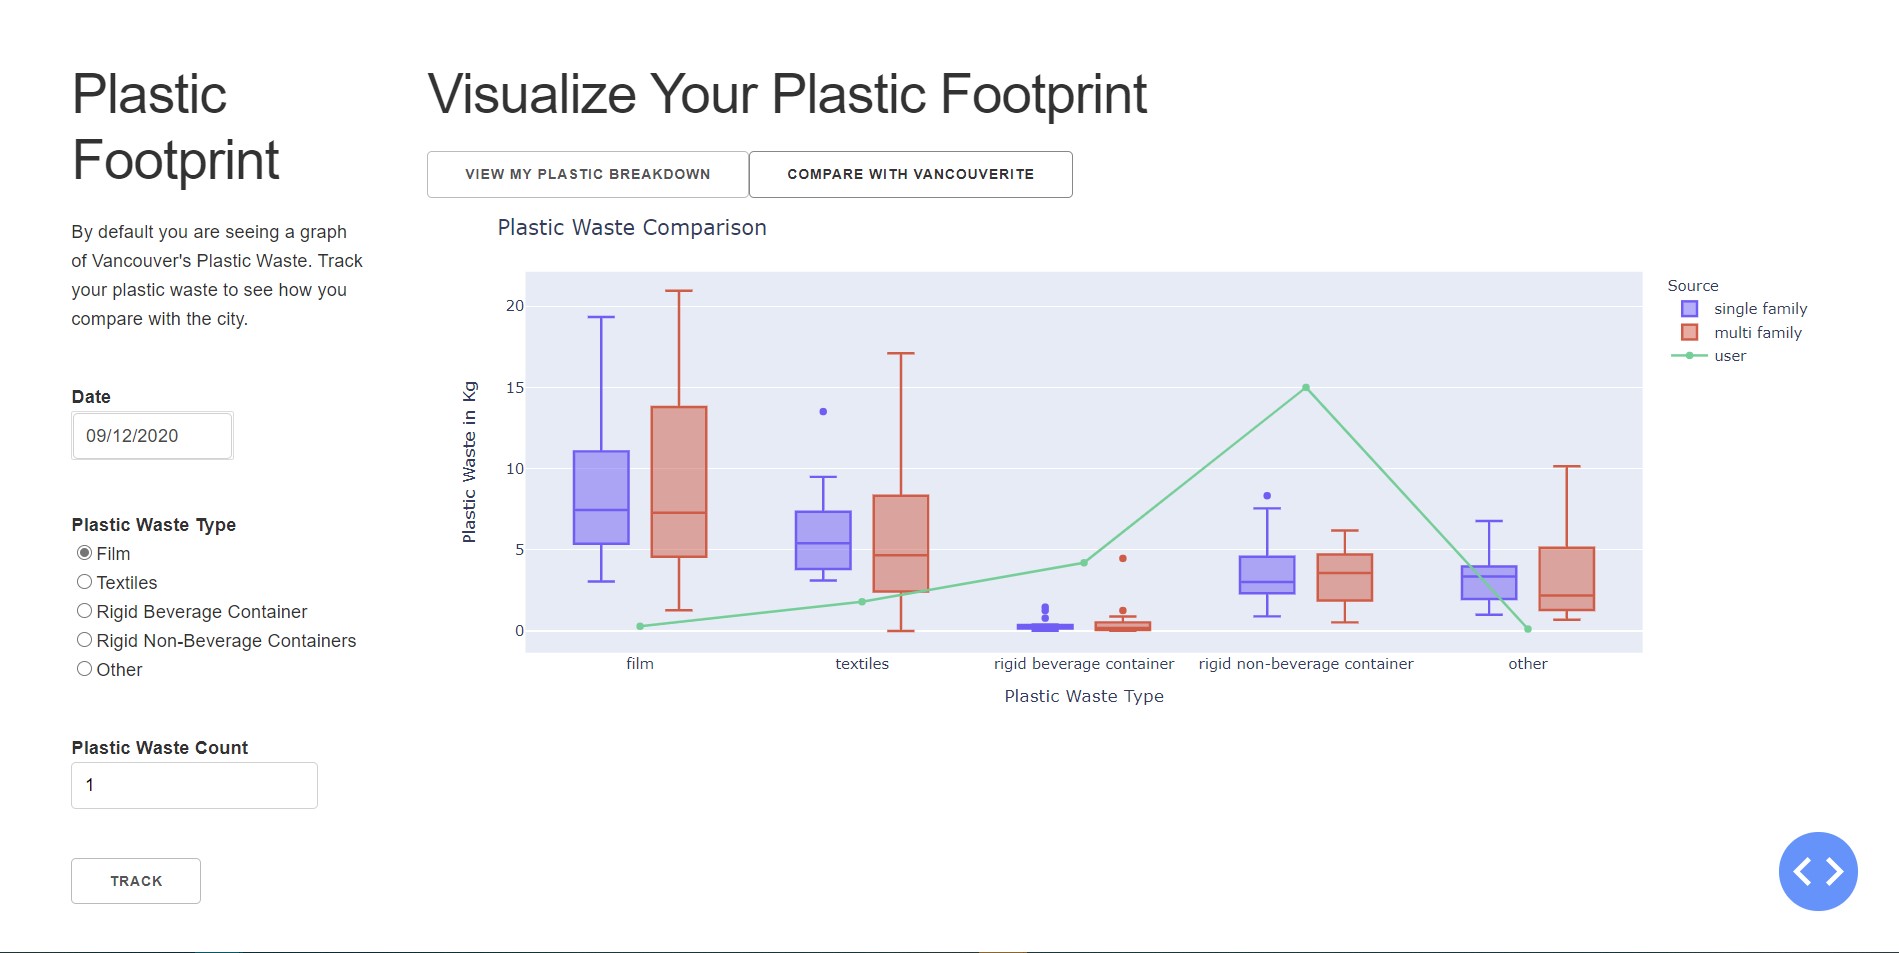 Plastic
Footprint
By default you are seeing a graph
of Vancouver's Plastic Waste. Track
your plastic waste to see how you
compare with the city.
Date
09/12/2020
Plastic Waste Type
Film
Textiles
Rigid Beverage Container
Rigid Non-Beverage Containers
Other
Plastic Waste Count
1
TRACK
Visualize Your Plastic Footprint
VIEW MY PLASTIC BREAKDOWN
COMPARE WITH VANCOUVERITE
Plastic Waste Comparison
Plastic Waste in Kg
20
15
10
5
0
film
textiles
rigid beverage container
rigid non-beverage container
other
Plastic Waste Type
Source
single family
multi family
user